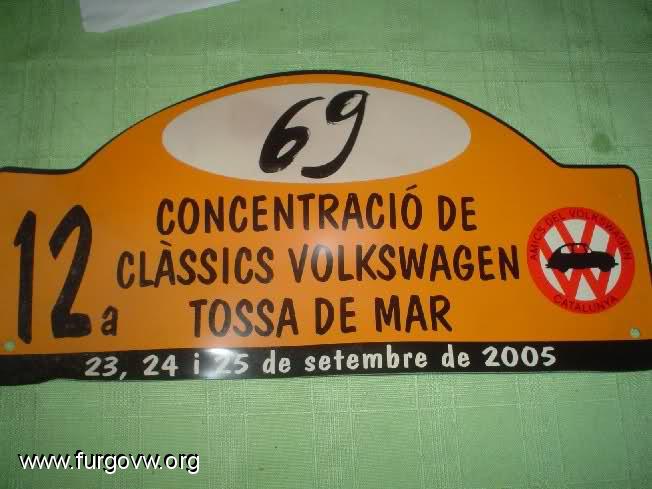 69
12a
CONCENTRACIÓ DE
CLÀSSICS VOLKSWAGEN
TOSSA DE MAR
AMICS DEL VOLKSWAGEN
CATALUNYA
23, 24 i 25 de setembre de 2005
www.furgovw.org